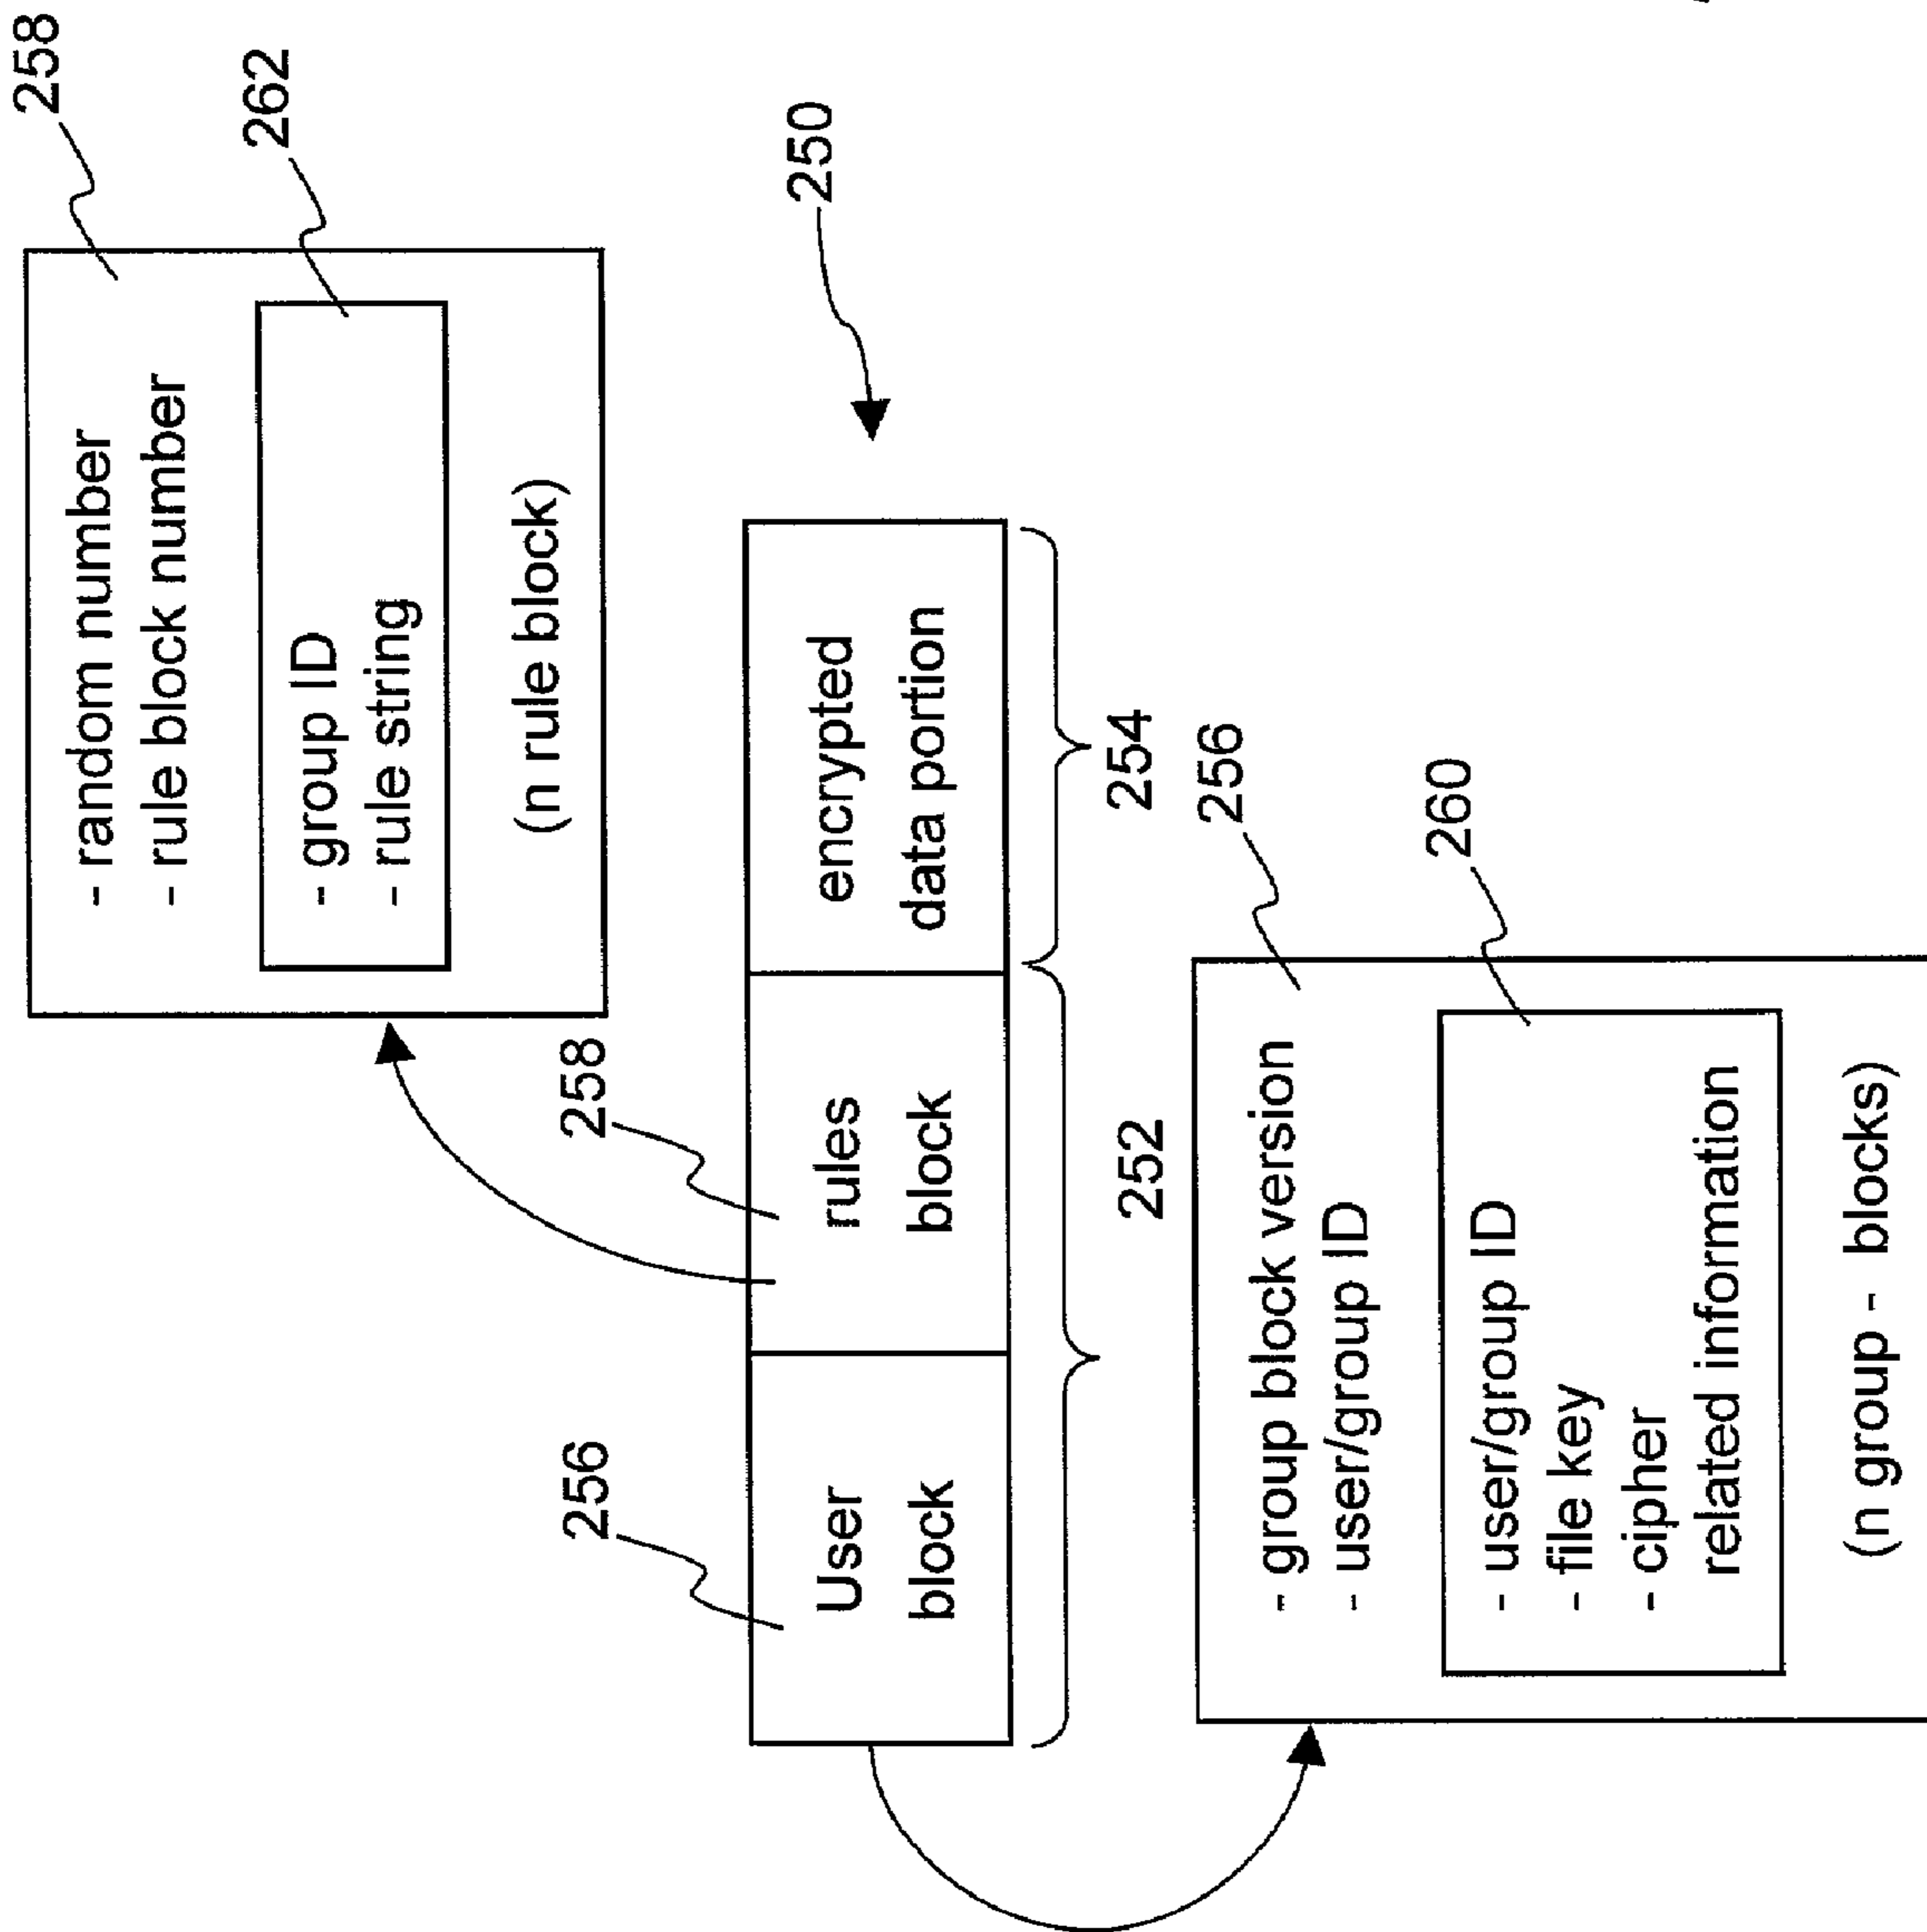 258
- random number
- rule block number
262
- group ID
- rule string
(n rule block)
250
256
User
block
258
rules
block
encrypted
data portion
252
254
256
- group block version
- user/group ID
260
- user/group ID
- file key
- cipher
related information
(n group - blocks)